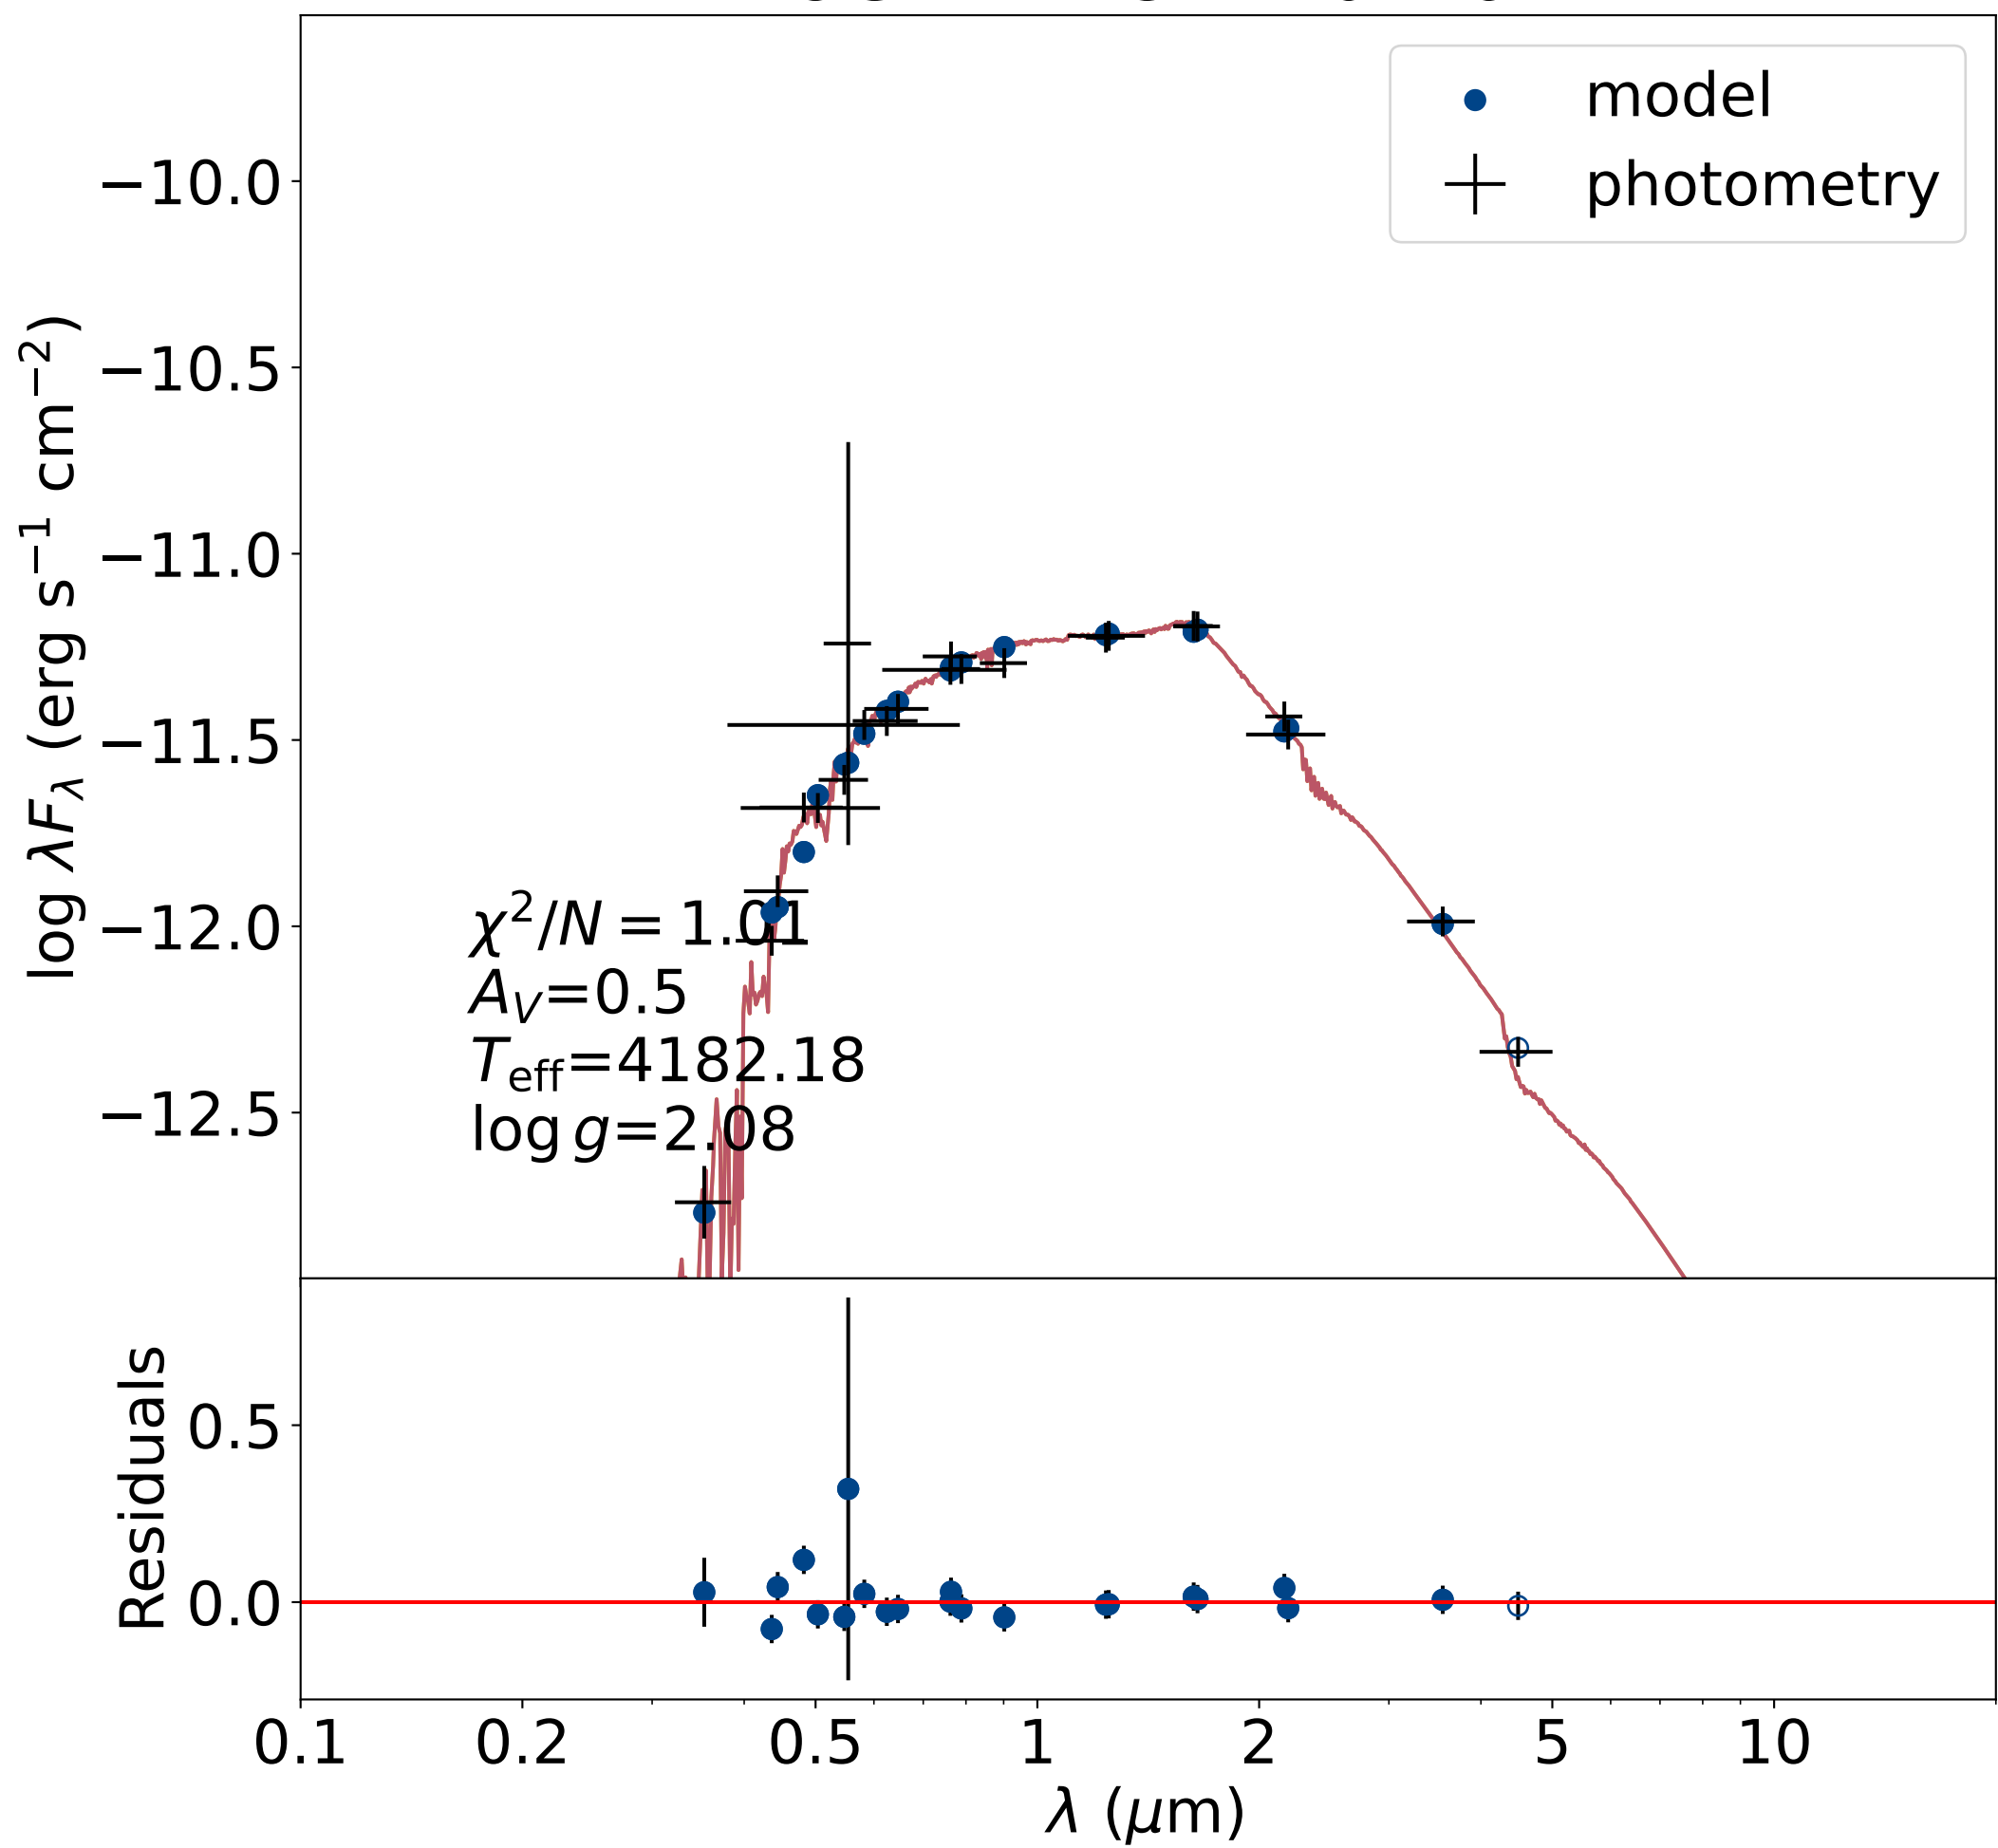 model
photometry
−10.0
−10.5
−11.0
−11.5
−12.0
−12.5
log λF_λ (erg s⁻¹ cm⁻²)
χ²/N = 1.01
A_V=0.5
T_eff=4182.18
log g=2.08
Residuals
0.5
0.0
0.1 0.2 0.5 1 2 5 10
λ (μm)